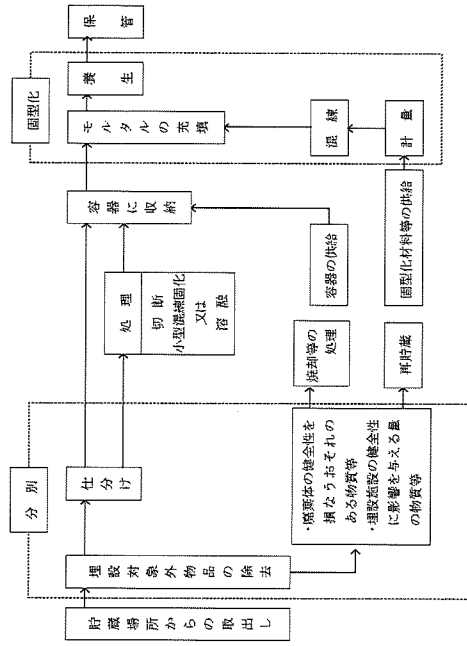 貯蔵場所からの取出し
分別
埋設対象外物品の除去
仕分け
・廃棄体の健全性を
損なうおそれの
ある物質等
・埋設施設の健全性
に影響を与える量
の物質等
焼却等の
処理
再貯蔵
処理
切断
小型混練固化
又は
溶融
容器に収納
容器の供給
固型化
モルタルの充填
養生
混練
計量
固型化材料等の供給
保管